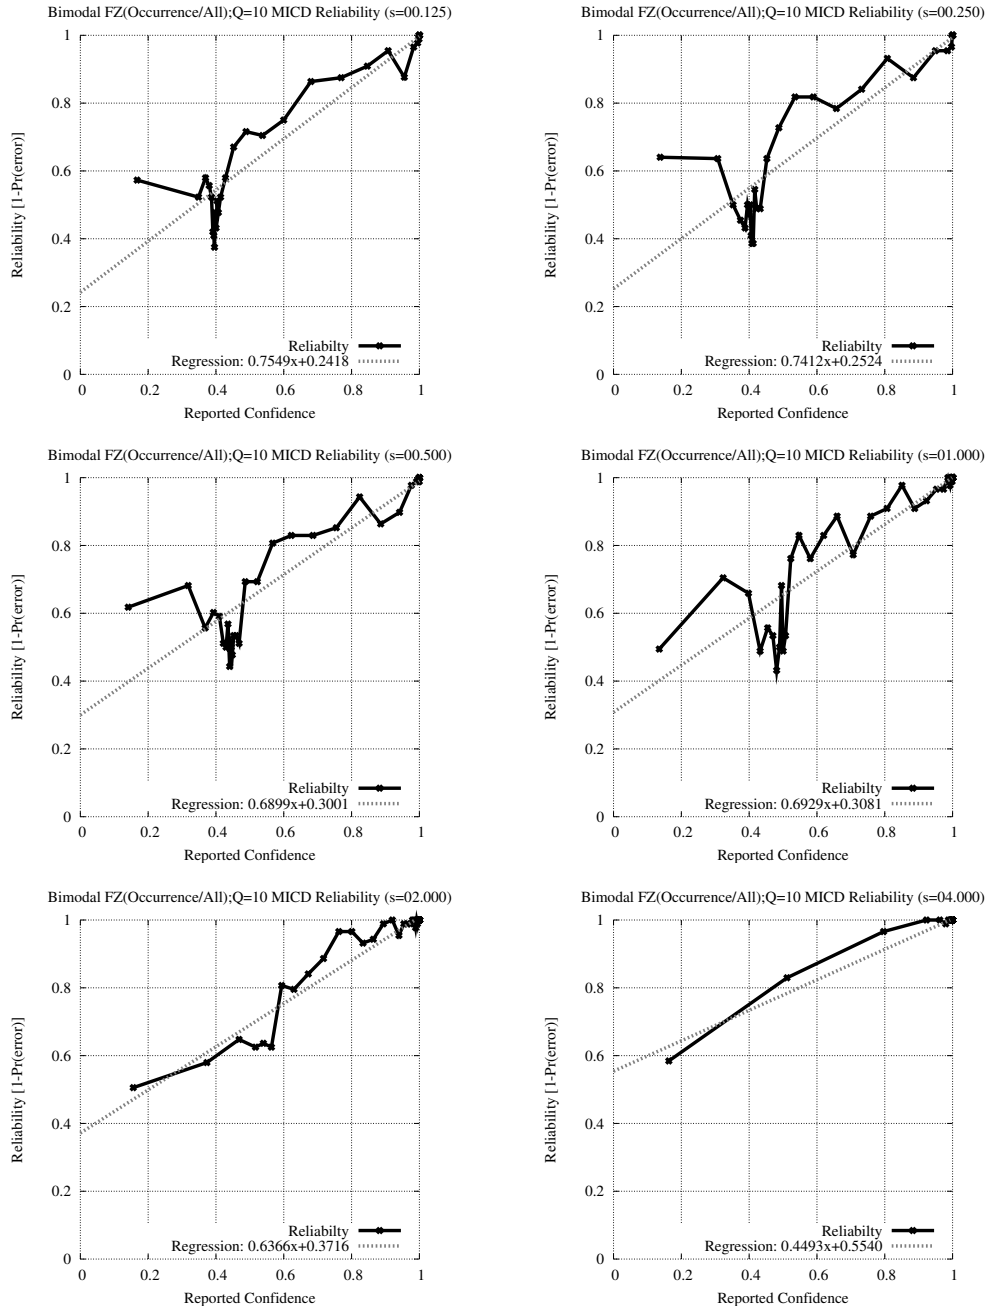 Bimodal FZ(Occurrence/All);Q=10 MICD Reliability (s=00.125)
1
0.8
0.6
0.4
0.2
0
Reliability [1-Pr(error)]
Reliabilty
Regression: 0.7549x+0.2418
0 0.2 0.4 0.6 0.8 1
Reported Confidence
Bimodal FZ(Occurrence/All);Q=10 MICD Reliability (s=00.250)
1
0.8
0.6
0.4
0.2
0
Reliability [1-Pr(error)]
Reliabilty
Regression: 0.7412x+0.2524
0 0.2 0.4 0.6 0.8 1
Reported Confidence
Bimodal FZ(Occurrence/All);Q=10 MICD Reliability (s=00.500)
1
0.8
0.6
0.4
0.2
0
Reliability [1-Pr(error)]
Reliabilty
Regression: 0.6899x+0.3001
0 0.2 0.4 0.6 0.8 1
Reported Confidence
Bimodal FZ(Occurrence/All);Q=10 MICD Reliability (s=01.000)
1
0.8
0.6
0.4
0.2
0
Reliability [1-Pr(error)]
Reliabilty
Regression: 0.6929x+0.3081
0 0.2 0.4 0.6 0.8 1
Reported Confidence
Bimodal FZ(Occurrence/All);Q=10 MICD Reliability (s=02.000)
1
0.8
0.6
0.4
0.2
0
Reliability [1-Pr(error)]
Reliabilty
Regression: 0.6366x+0.3716
0 0.2 0.4 0.6 0.8 1
Reported Confidence
Bimodal FZ(Occurrence/All);Q=10 MICD Reliability (s=04.000)
1
0.8
0.6
0.4
0.2
0
Reliability [1-Pr(error)]
Reliabilty
Regression: 0.4493x+0.5540
0 0.2 0.4 0.6 0.8 1
Reported Confidence